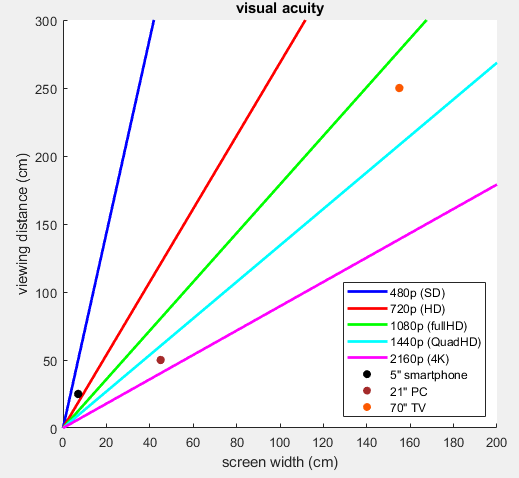 visual acuity
300
250
200
150
100
50
0
viewing distance (cm)
0 20 40 60 80 100 120 140 160 180 200
screen width (cm)
480p (SD)
720p (HD)
1080p (fullHD)
1440p (QuadHD)
2160p (4K)
5" smartphone
21" PC
70" TV